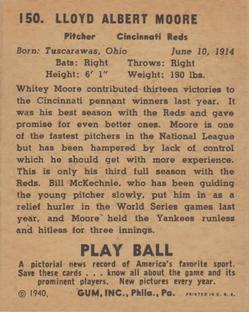 150. LLOYD ALBERT MOORE
Pitcher Cincinnati Reds
Born: Tuscarawas, Ohio June 10, 1914
Bats: Right Throws: Right
Height: 6' 1" Weight: 190 lbs.
Whitey Moore contributed thirteen victories
to the Cincinnati pennant winners last year. It
was his best season with the Reds and gave
promise for even better ones. Moore is one
of the fastest pitchers in the National League
but has been hampered by lack of control
which he should get with more experience.
This is only his third full season with the
Reds. Bill McKechnie, who has been guiding
the young pitcher slowly, put him in as
a relief hurler in the World Series games last
year, and Moore held the Yankees runless
and hitless for three innings.
PLAY BALL
A pictorial news record of America's favorite sport.
Save these cards . . . know all about the game and its
prominent players. New pictures every year.
© 1940, GUM, INC., Phila., Pa. PRINTED IN U. S. A.